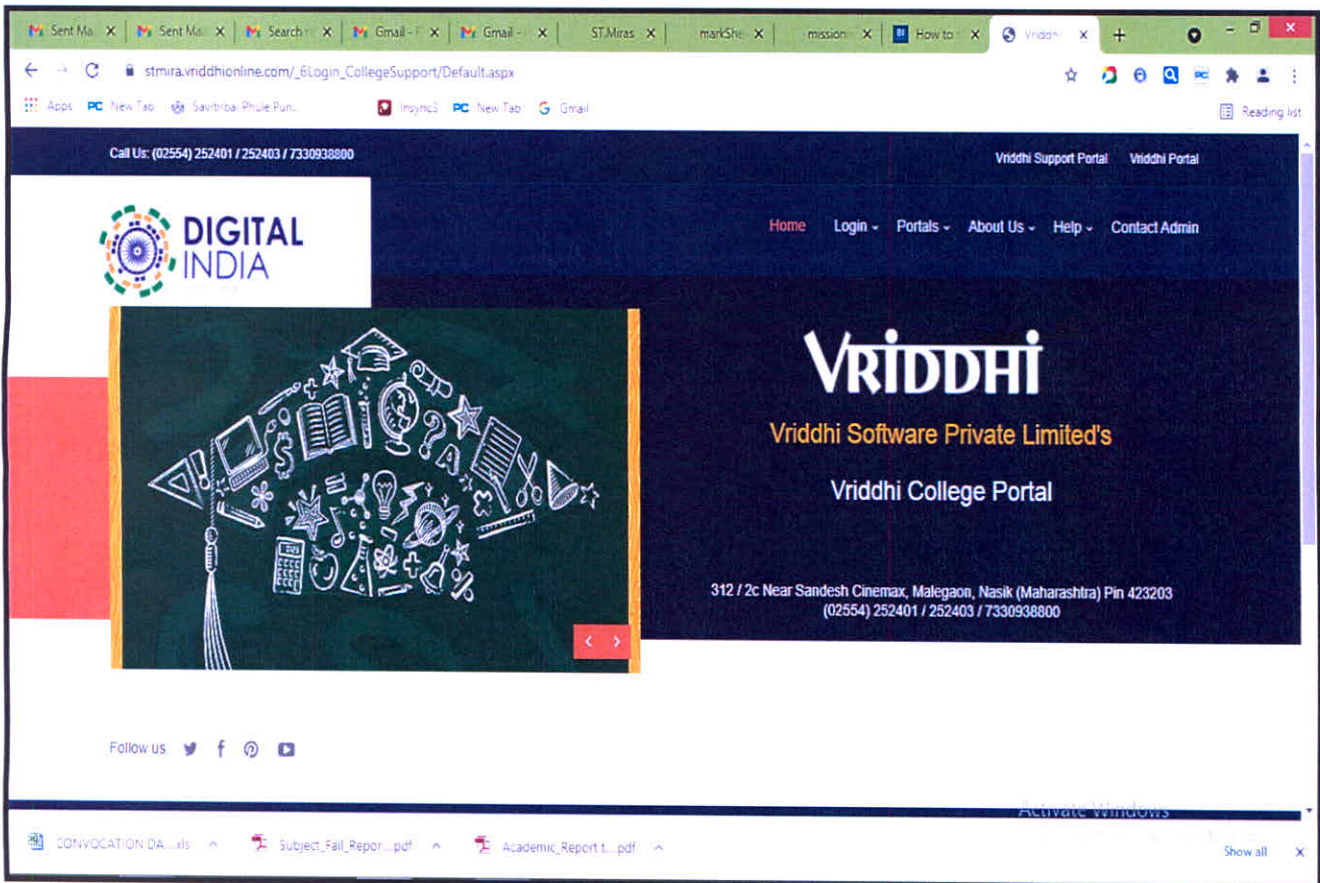 Sent Ma
Sent Ma
Search r
Gmail - F
Gmail -
ST.Miras
markShe
mission
How to
Vriddhi
stmira.vriddhionline.com/_6Login_CollegeSupport/Default.aspx
Apps
PC New Tab
Savitribai Phule Pun...
Insync3
PC New Tab
G Gmail
Reading list
Call Us: (02554) 252401 / 252403 / 7330938800
Vriddhi Support Portal
Vriddhi Portal
DIGITAL
INDIA
Home
Login
Portals
About Us
Help
Contact Admin
VRIDDHI
Vriddhi Software Private Limited's
Vriddhi College Portal
312 / 2c Near Sandesh Cinemax, Malegaon, Nasik (Maharashtra) Pin 423203
(02554) 252401 / 252403 / 7330938800
Follow us
Activate Windows
CONVOCATION DA....xls
Subject_Fail_Repor....pdf
Academic_Report t....pdf
Show all